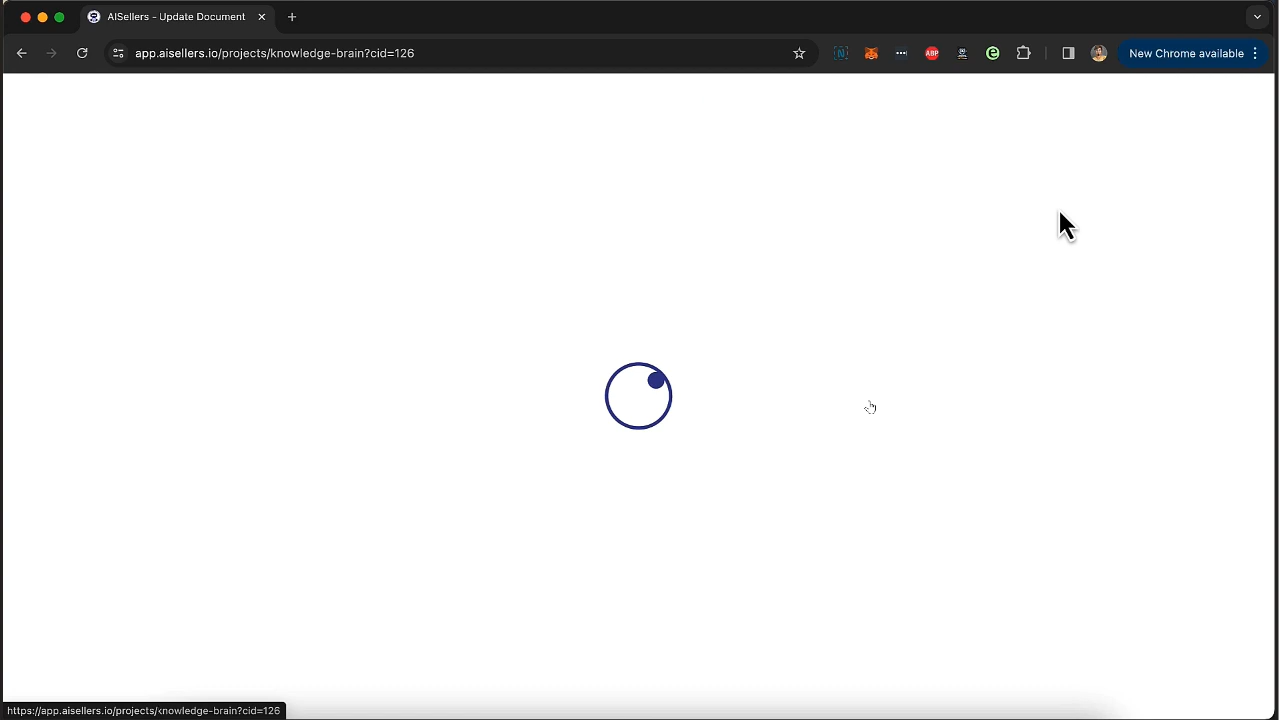 AISellers - Update Document
app.aisellers.io/projects/knowledge-brain?cid=126
ABP
New Chrome available
https://app.aisellers.io/projects/knowledge-brain?cid=126